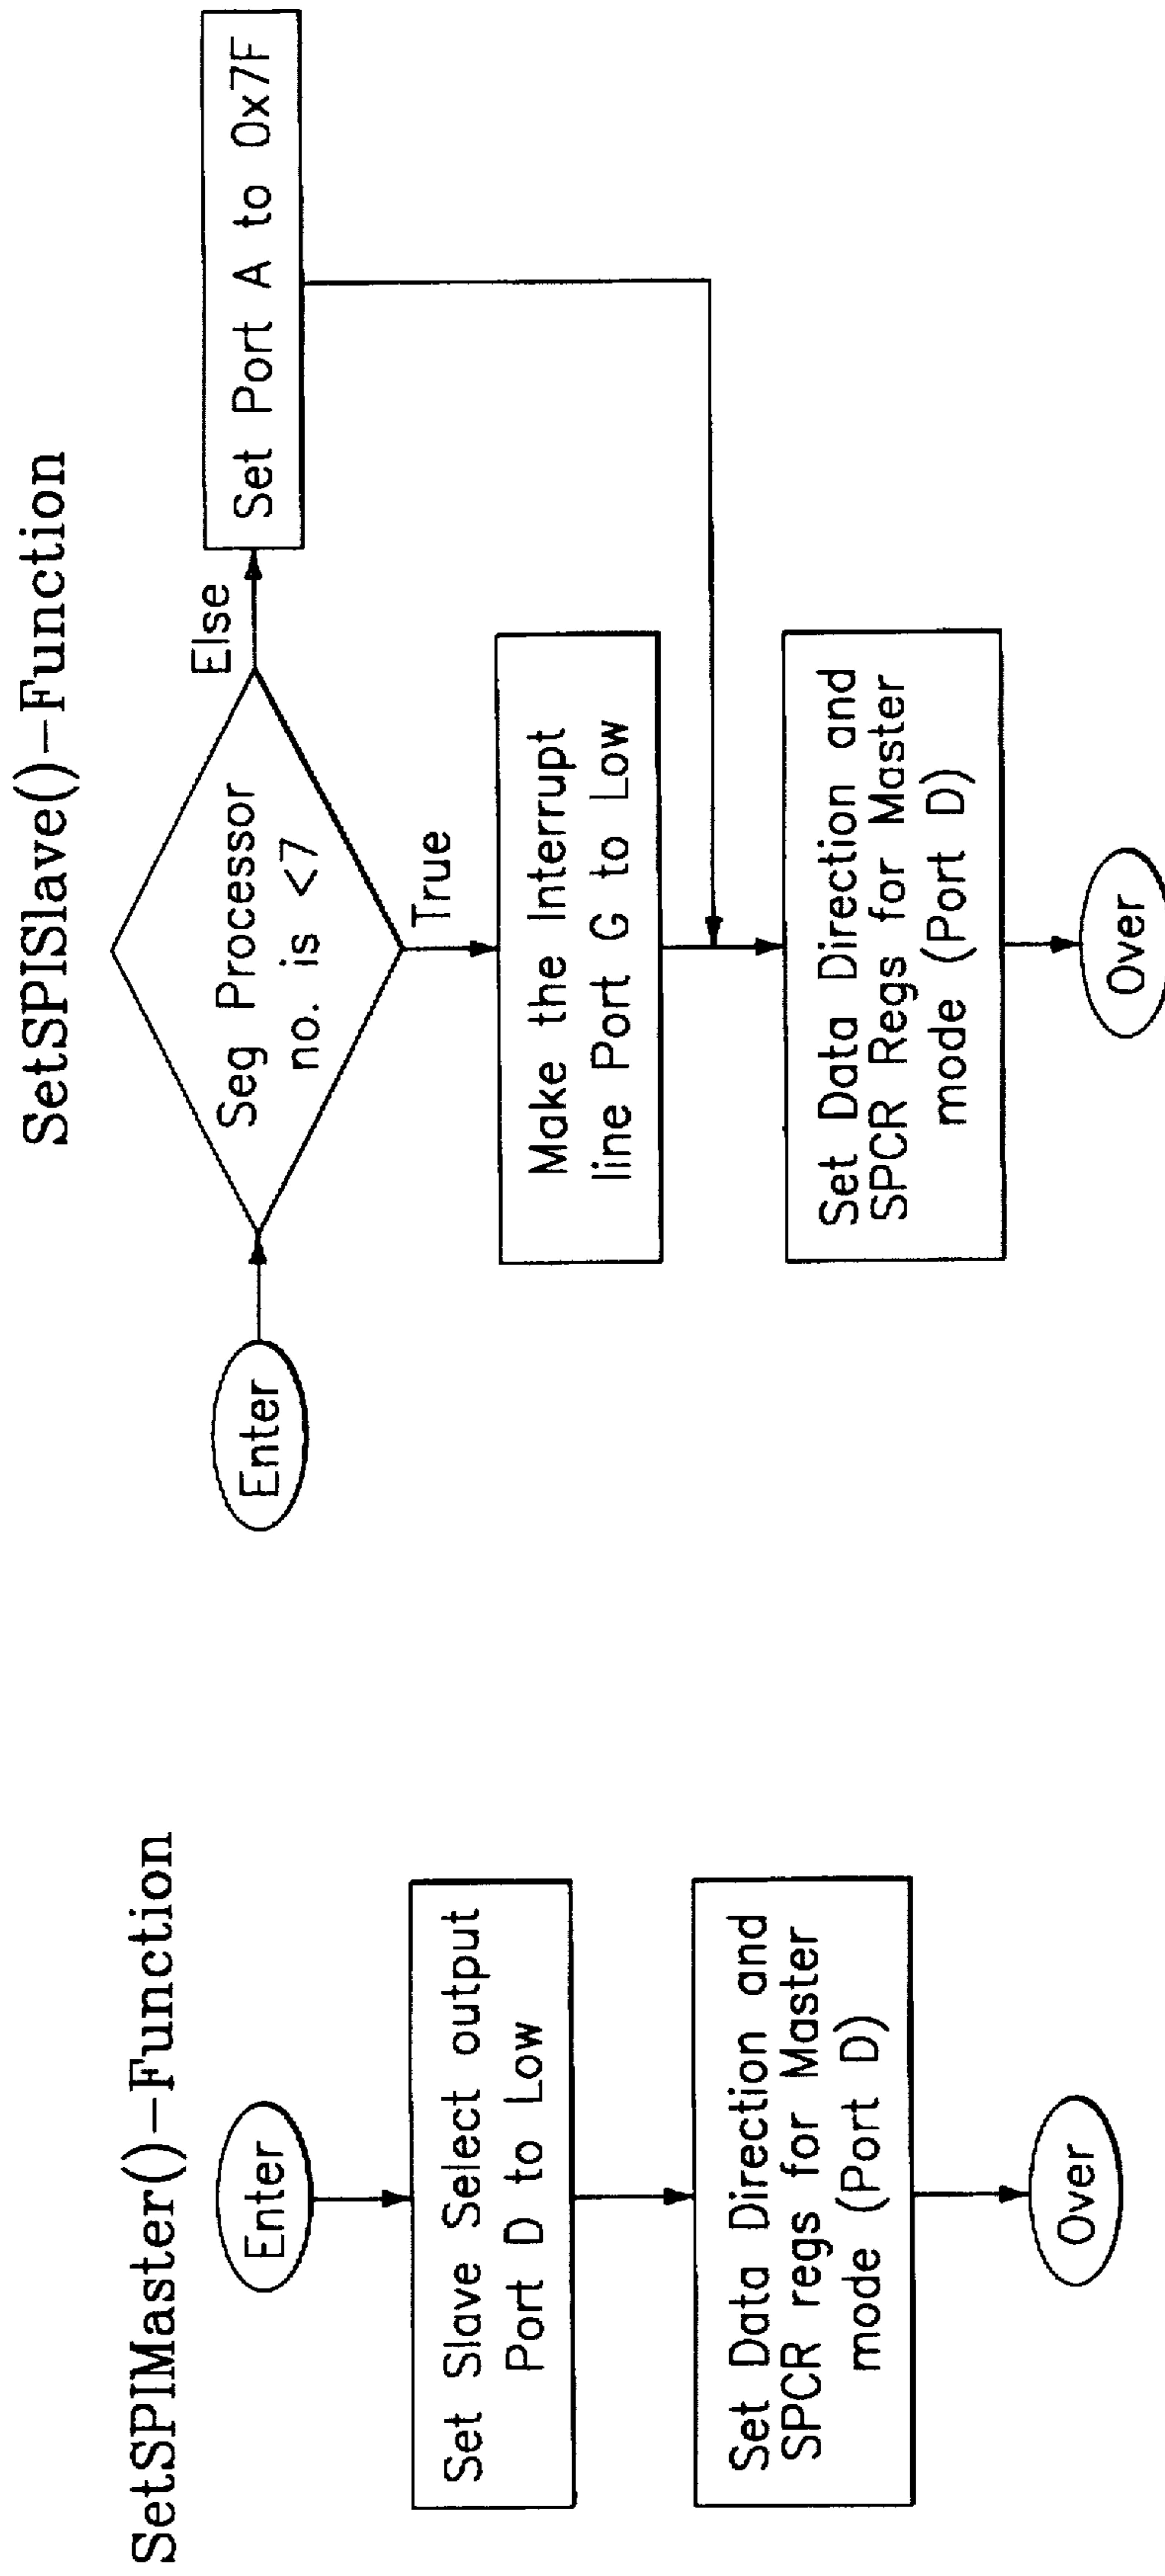 SetSPIMaster()-Function
Enter
Set Slave Select output
Port D to Low
Set Data Direction and
SPCR regs for Master
mode (Port D)
Over
SetSPISlave()-Function
Enter
Seg Processor
no. is <7
Else
Set Port A to 0x7F
True
Make the Interrupt
line Port G to Low
Set Data Direction and
SPCR Regs for Master
mode (Port D)
Over